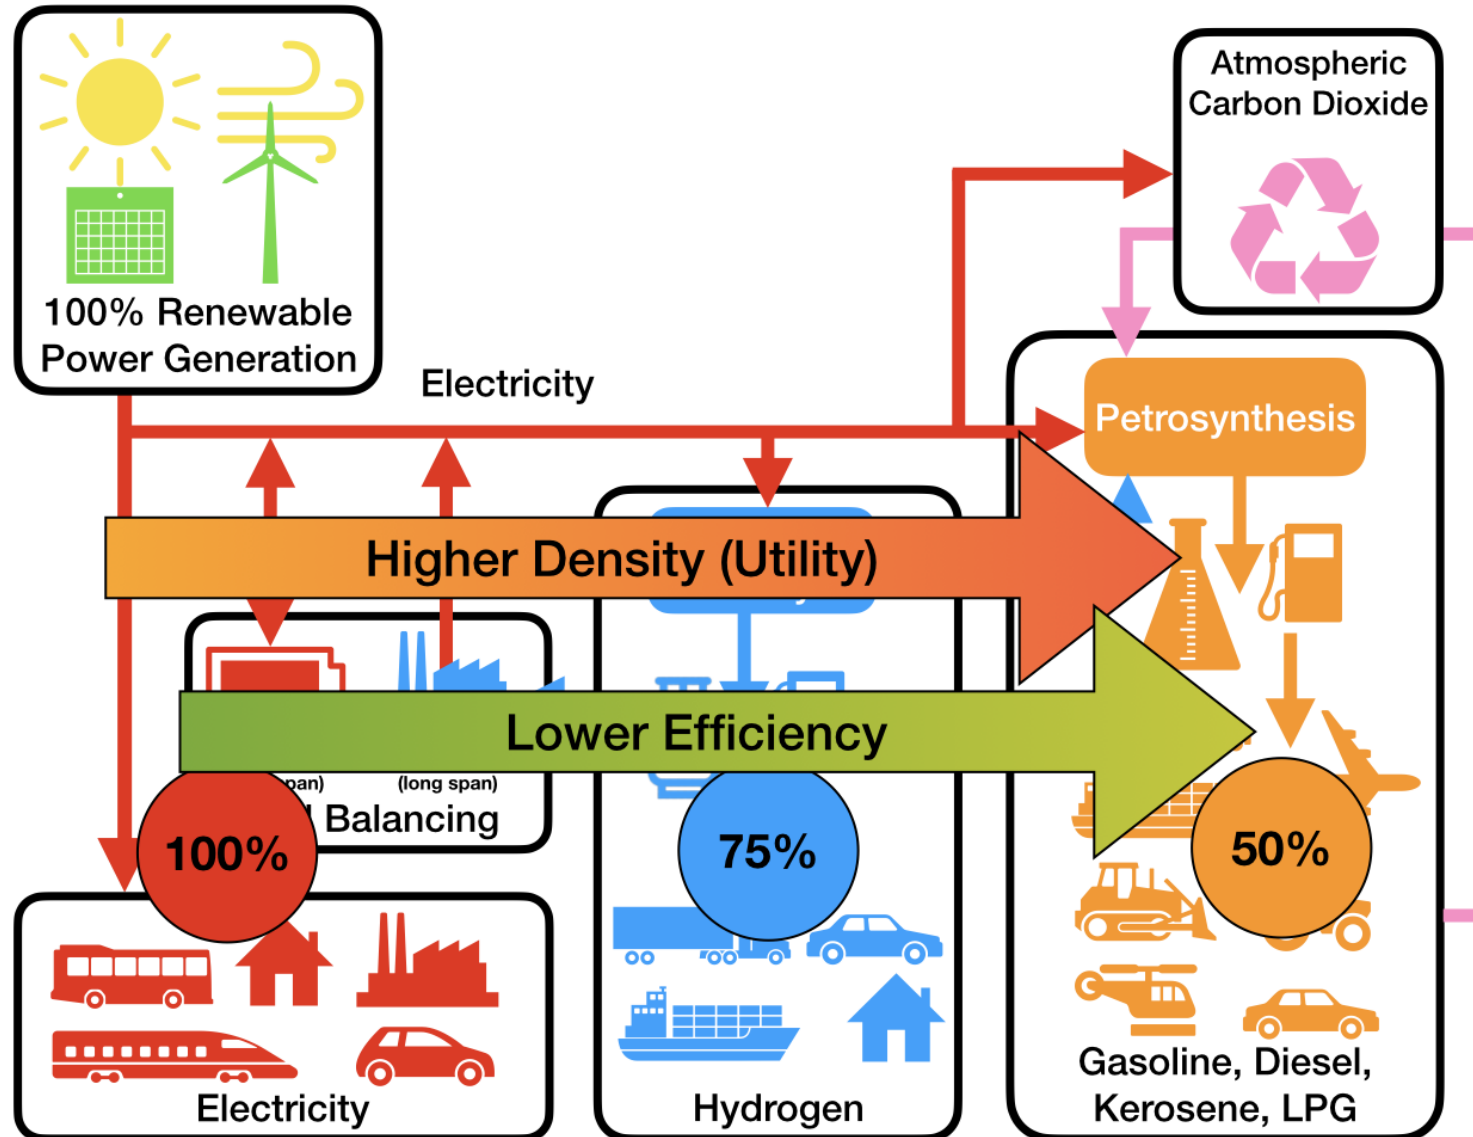 Atmospheric
Carbon Dioxide
100% Renewable
Power Generation
Electricity
Petrosynthesis
Higher Density (Utility)
Lower Efficiency
(long span)
Balancing
100%
75%
50%
Electricity
Hydrogen
Gasoline, Diesel,
Kerosene, LPG